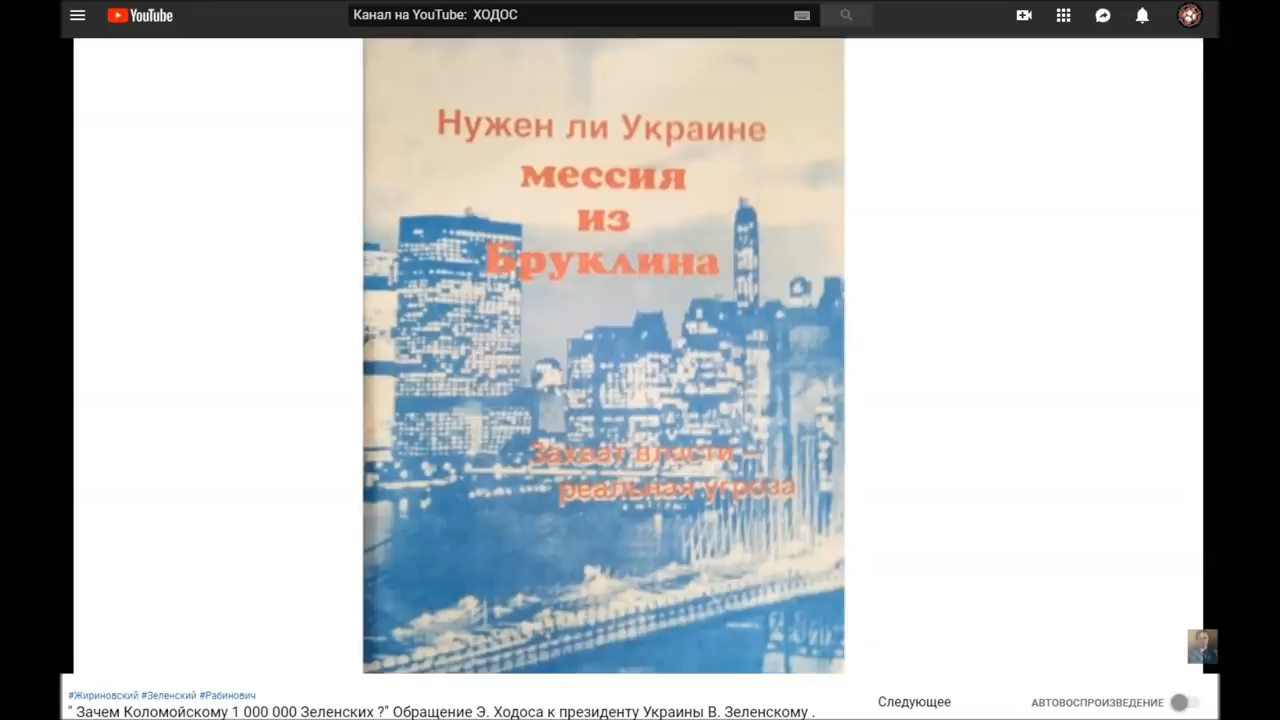 YouTube
Канал на YouTube: ХОДОС
Нужен ли Украине
мессия
из
Бруклина
Захват власти –
реальная угроза
#Жириновский #Зеленский #Рабинович
" Зачем Коломойскому 1 000 000 Зеленских ?" Обращение Э. Ходоса к президенту Украины В. Зеленскому .
Следующее
АВТОВОСПРОИЗВЕДЕНИЕ